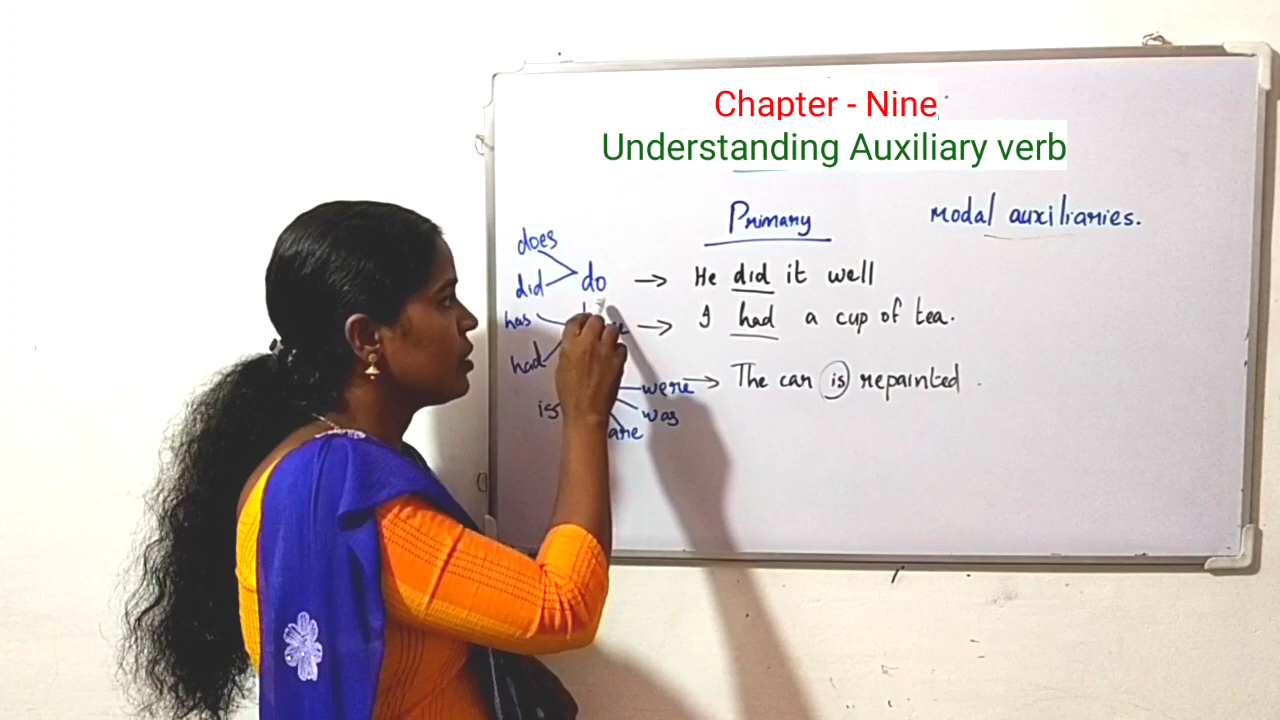 Chapter - Nine
Understanding Auxiliary verb
Primary
Modal auxiliaries.
does
did
do → He did it well
has
→ I had a cup of tea.
had
were → The car is repainted.
is
was
are